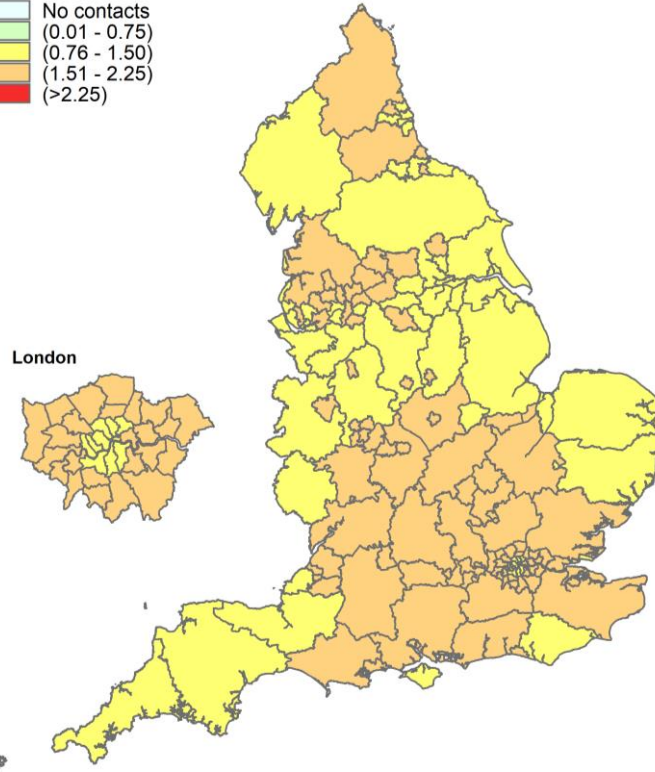 No contacts
(0.01 - 0.75)
(0.76 - 1.50)
(1.51 - 2.25)
(>2.25)
London